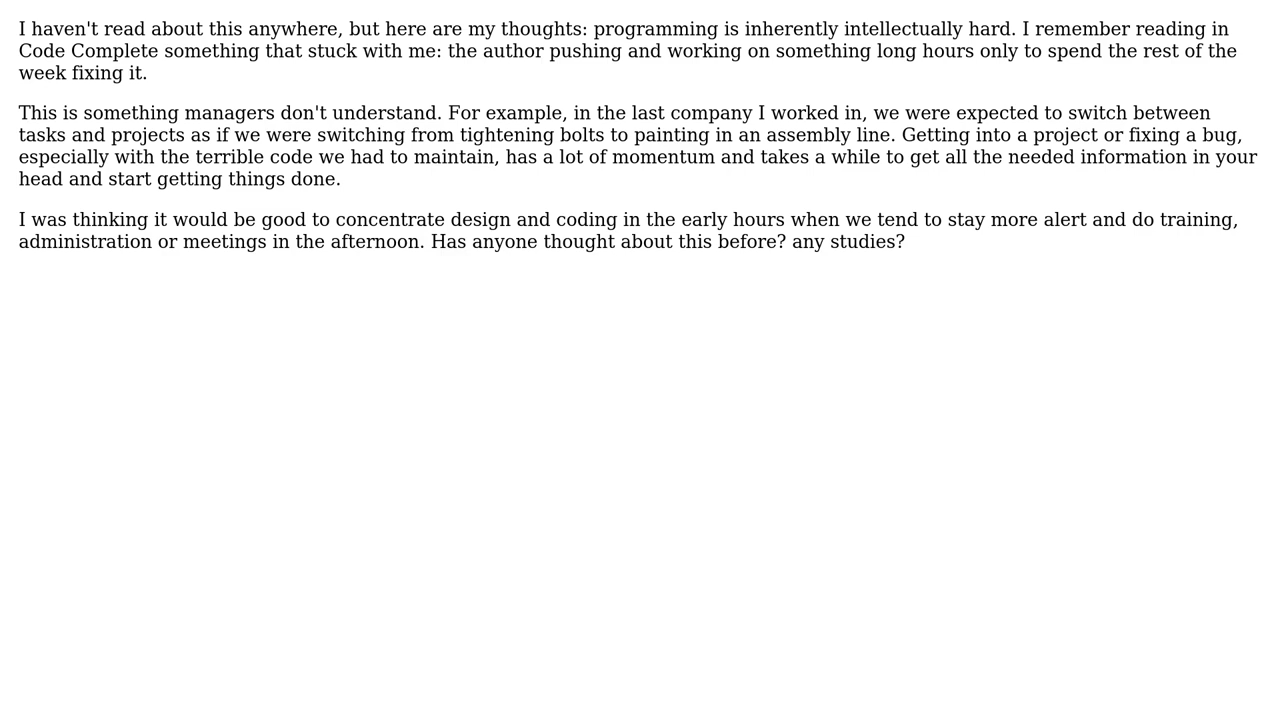 I haven't read about this anywhere, but here are my thoughts: programming is inherently intellectually hard. I remember reading in
Code Complete something that stuck with me: the author pushing and working on something long hours only to spend the rest of the
week fixing it.
This is something managers don't understand. For example, in the last company I worked in, we were expected to switch between
tasks and projects as if we were switching from tightening bolts to painting in an assembly line. Getting into a project or fixing a bug,
especially with the terrible code we had to maintain, has a lot of momentum and takes a while to get all the needed information in your
head and start getting things done.
I was thinking it would be good to concentrate design and coding in the early hours when we tend to stay more alert and do training,
administration or meetings in the afternoon. Has anyone thought about this before? any studies?